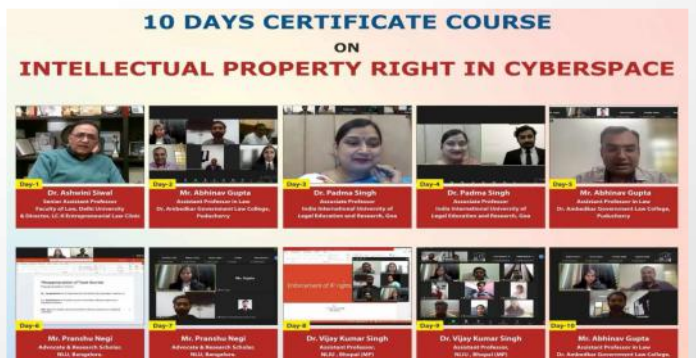 10 DAYS CERTIFICATE COURSE
ON
INTELLECTUAL PROPERTY RIGHT IN CYBERSPACE
Day-1
Day-2
Day-3
Day-4
Day-5
Dr. Ashwini Siwal
Senior Assistant Professor
Faculty of Law, Delhi University
& Director, LC-II Entrepreneurial Law Clinic
Mr. Abhinav Gupta
Assistant Professor in Law
Dr. Ambedkar Government Law College,
Puducherry
Dr. Padma Singh
Associate Professor
India International University of
Legal Education and Research, Goa
Dr. Padma Singh
Associate Professor
India International University of
Legal Education and Research, Goa
Mr. Abhinav Gupta
Assistant Professor in Law
Dr. Ambedkar Government Law College,
Puducherry
Enforcement of IP rights
Day-6
Day-7
Day-8
Day-9
Day-10
Mr. Pranshu Negi
Advocate & Research Scholar,
NLU, Bangalore.
Mr. Pranshu Negi
Advocate & Research Scholar,
NLU, Bangalore.
Dr. Vijay Kumar Singh
Assistant Professor,
NLIU, Bhopal (MP)
Dr. Vijay Kumar Singh
Assistant Professor,
NLIU, Bhopal (MP)
Mr. Abhinav Gupta
Assistant Professor in Law
Dr. Ambedkar Government Law College,